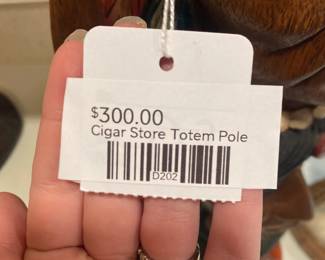 $300.00
Cigar Store Totem Pole
D202